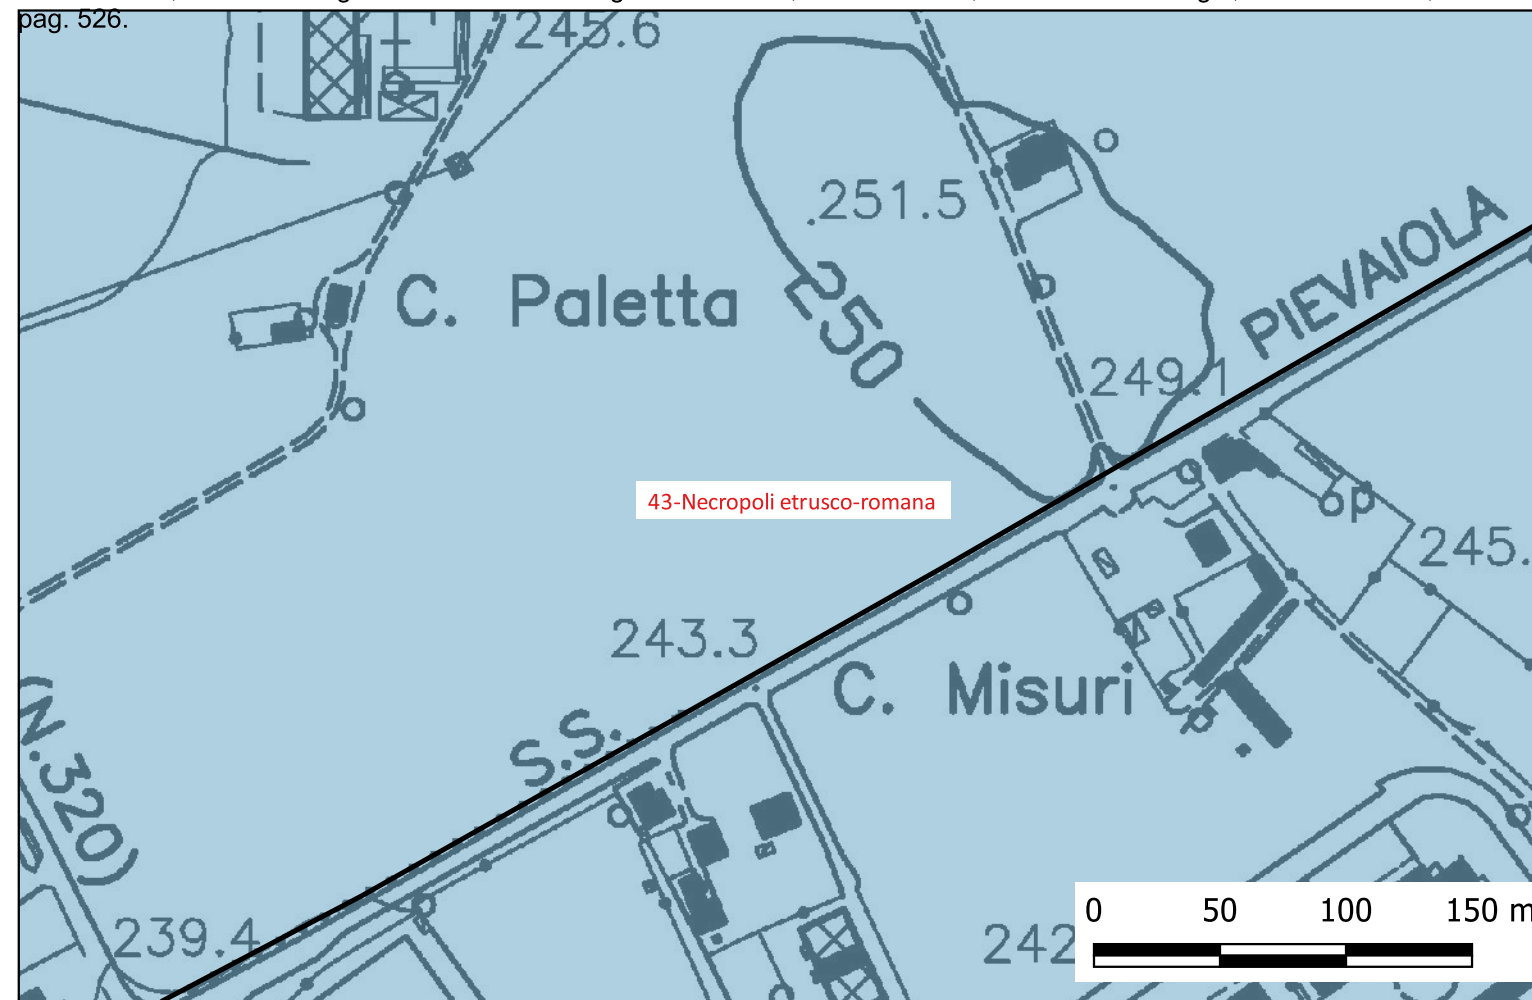 pag. 526.
245.6
.251.5
PIEVAIOLA
C. Paletta
250
249.1
43-Necropoli etrusco-romana
p
245.
243.3
C. Misuri
S.S.
(N.320)
239.4
242
0 50 100 150 m